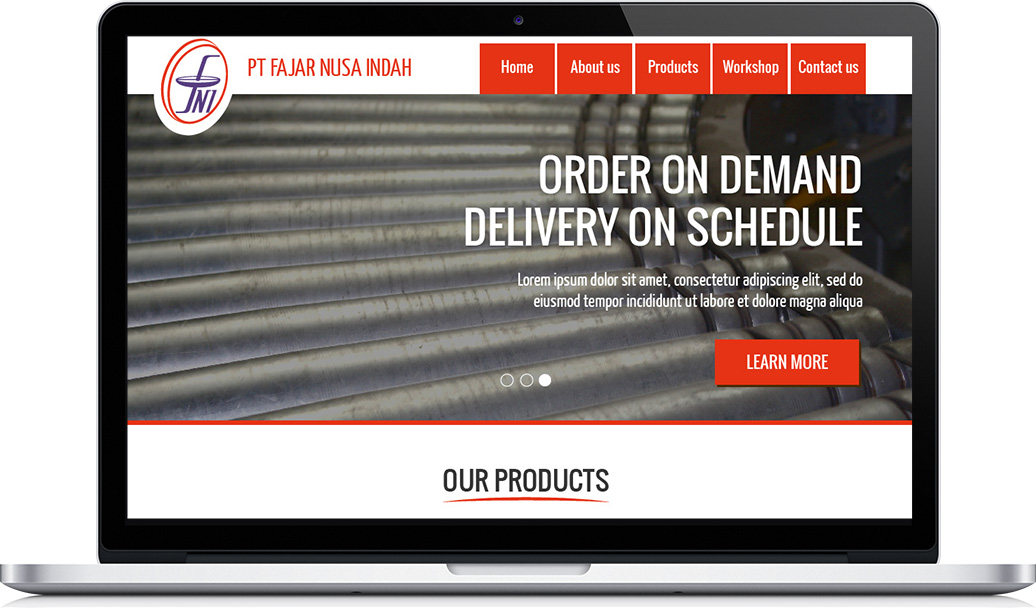 FNI
PT FAJAR NUSA INDAH
Home
About us
Products
Workshop
Contact us
ORDER ON DEMAND
DELIVERY ON SCHEDULE
Lorem ipsum dolor sit amet, consectetur adipiscing elit, sed do
eiusmod tempor incididunt ut labore et dolore magna aliqua
LEARN MORE
OUR PRODUCTS